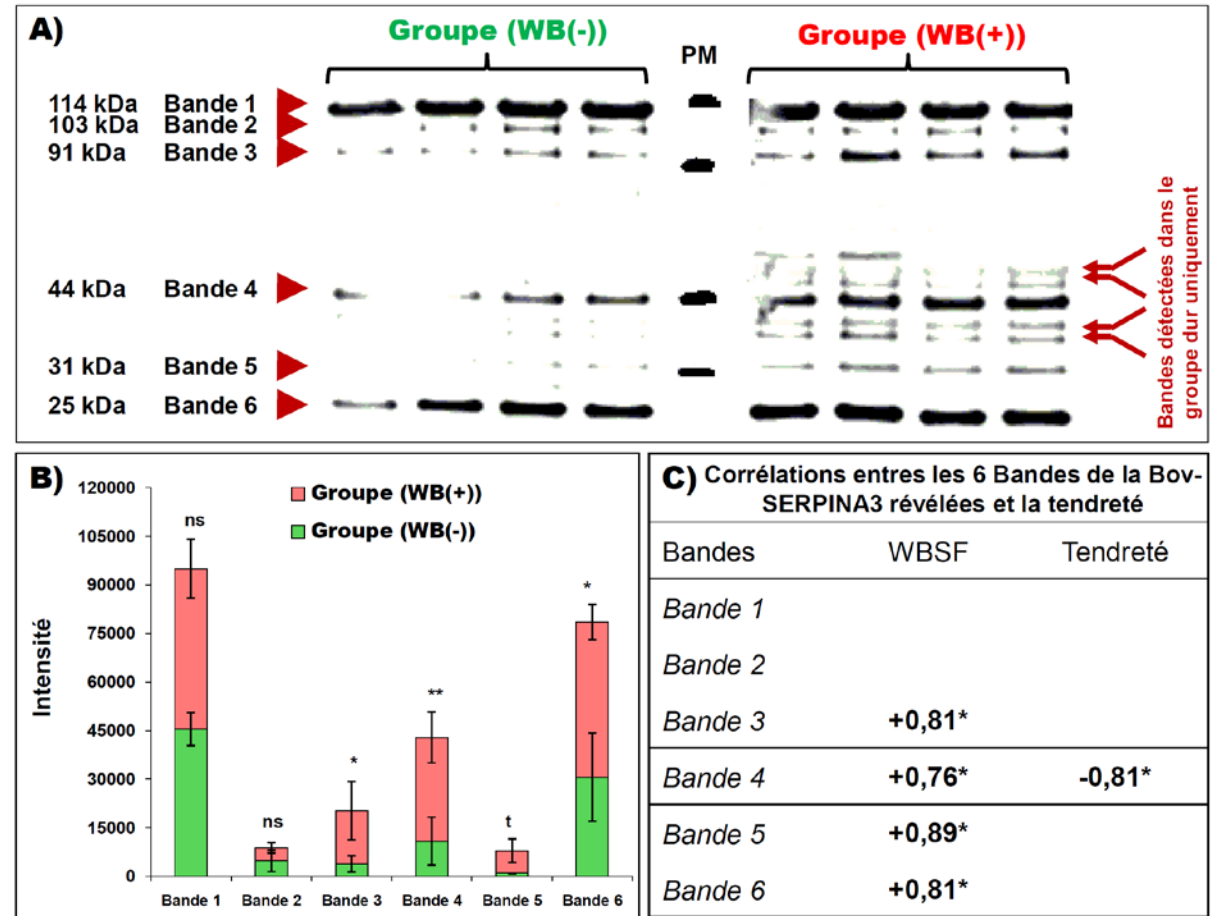 A)
Groupe (WB(-))
PM
Groupe (WB(+))
114 kDa Bande 1
103 kDa Bande 2
91 kDa Bande 3
44 kDa Bande 4
31 kDa Bande 5
25 kDa Bande 6
Bandes détectées dans le
groupe dur uniquement
B)
Groupe (WB(+))
Groupe (WB(-))
Intensité
120000
105000
90000
75000
60000
45000
30000
15000
0
ns
ns
*
**
t
*
Bande 1 Bande 2 Bande 3 Bande 4 Bande 5 Bande 6
C) Corrélations entres les 6 Bandes de la Bov-
SERPINA3 révélées et la tendreté
Bandes WBSF Tendreté
Bande 1
Bande 2
Bande 3 +0,81*
Bande 4 +0,76* -0,81*
Bande 5 +0,89*
Bande 6 +0,81*